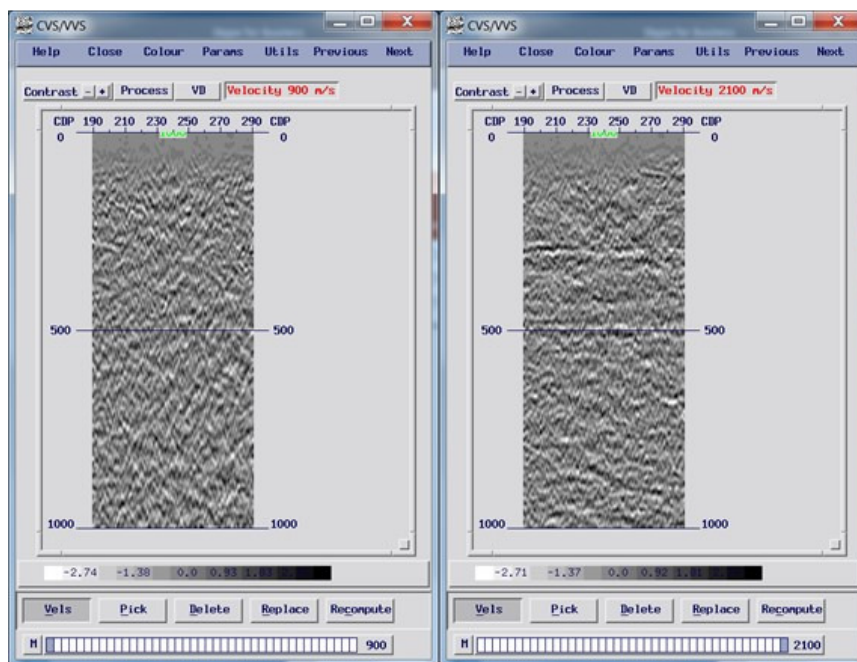 CVS/VVS
Help Close Colour Params Utils Previous Next
Contrast - + Process VB Velocity 900 m/s
CDP 190 210 230 250 270 290 CDP
0 0
500 500
1000 1000
-2.74 -1.38 0.0 0.93 1.83
Vels Pick Delete Replace Recompute
M 900
CVS/VVS
Help Close Colour Params Utils Previous Next
Contrast - + Process VB Velocity 2100 m/s
CDP 190 210 230 250 270 290 CDP
0 0
500 500
1000 1000
-2.71 -1.37 0.0 0.92 1.81
Vels Pick Delete Replace Recompute
M 2100